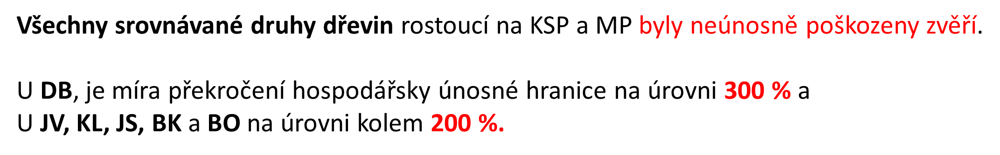 Všechny srovnávané druhy dřevin rostoucí na KSP a MP byly neúnosně poškozeny zvěří.
U DB, je míra překročení hospodářsky únosné hranice na úrovni 300 % a
U JV, KL, JS, BK a BO na úrovni kolem 200 %.